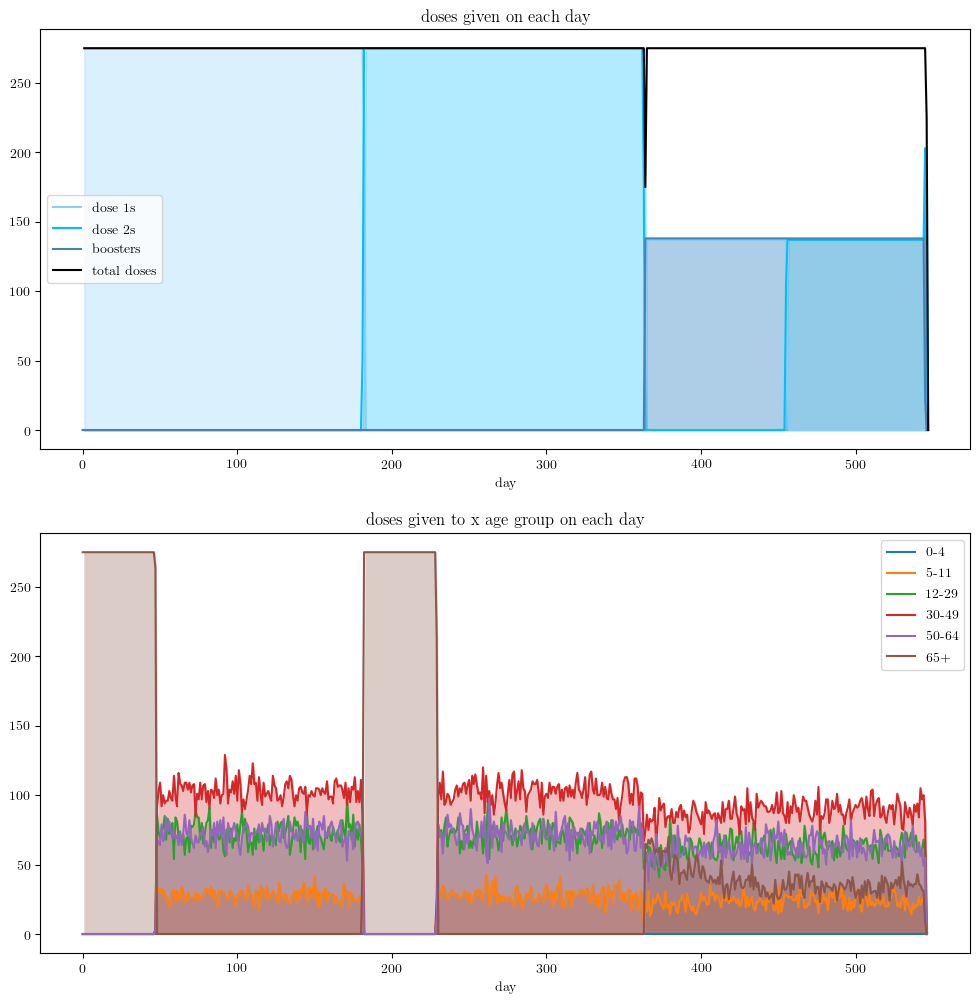 doses given on each day
250
200
150
100
50
0
dose 1s
dose 2s
boosters
total doses
0 100 200 300 400 500
day
doses given to x age group on each day
250
200
150
100
50
0
0-4
5-11
12-29
30-49
50-64
65+
0 100 200 300 400 500
day